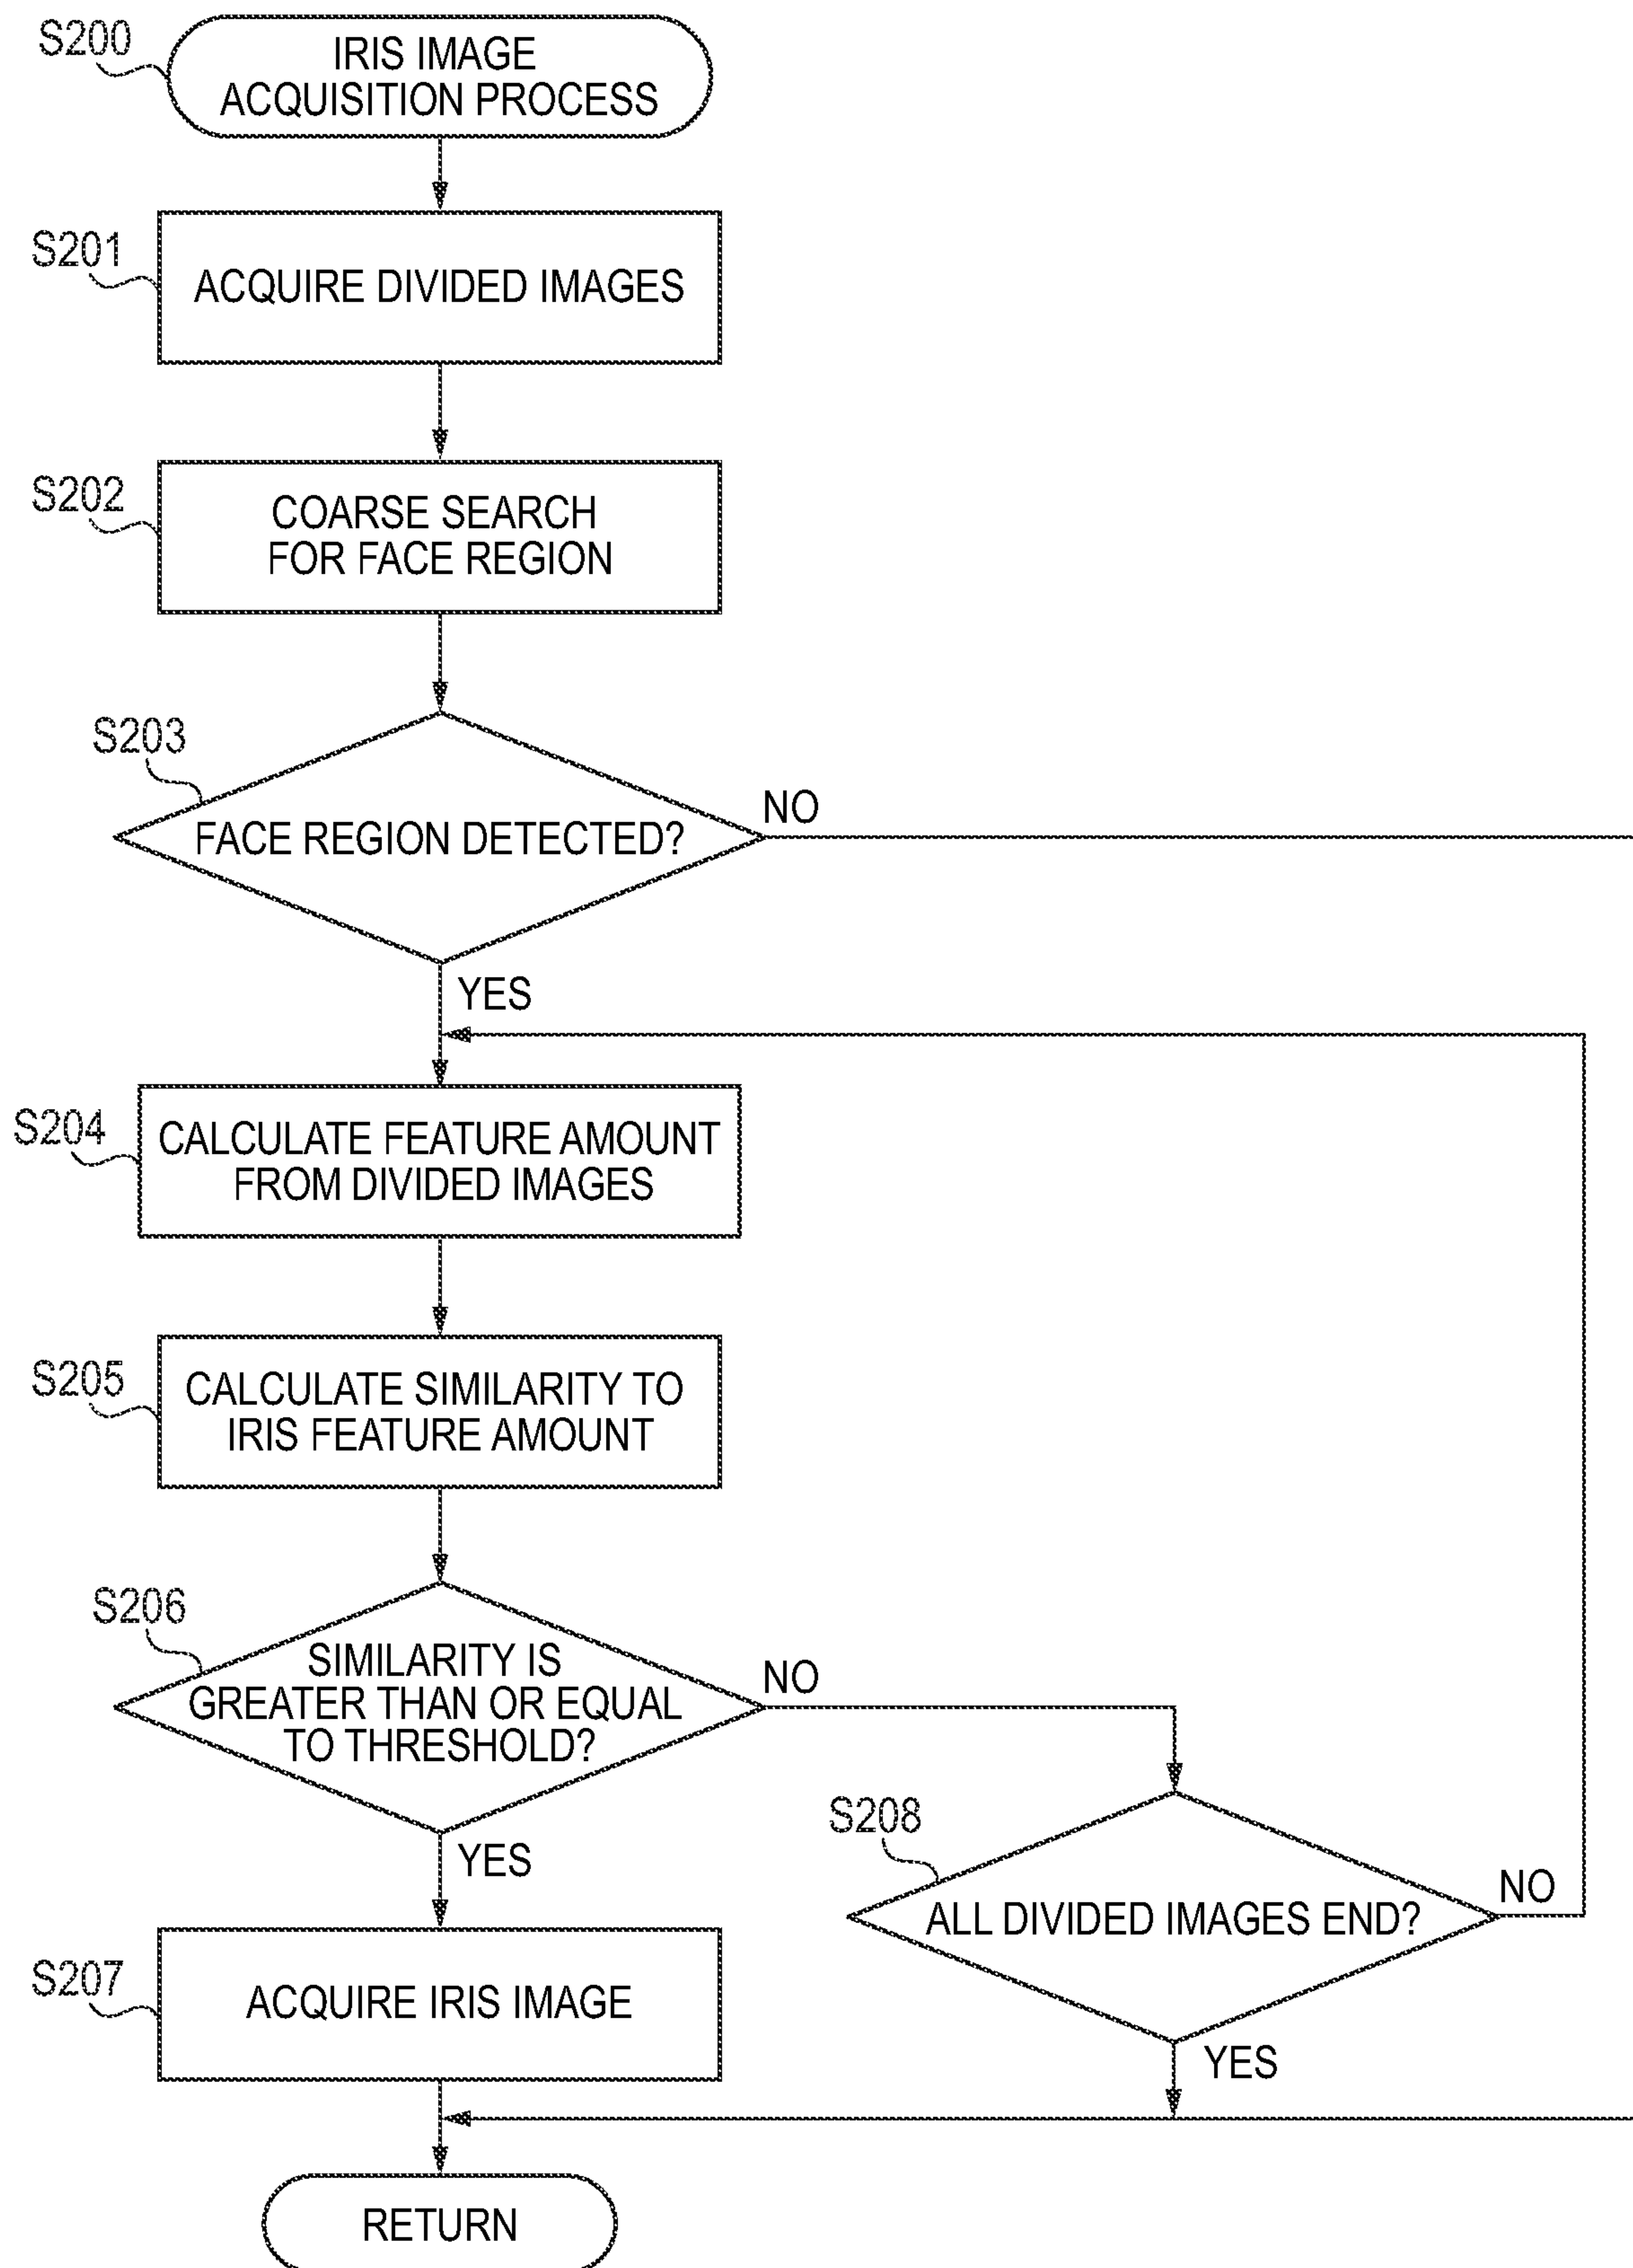 S200
IRIS IMAGE
ACQUISITION PROCESS
S201
ACQUIRE DIVIDED IMAGES
S202
COARSE SEARCH
FOR FACE REGION
S203
FACE REGION DETECTED?
NO
YES
S204
CALCULATE FEATURE AMOUNT
FROM DIVIDED IMAGES
S205
CALCULATE SIMILARITY TO
IRIS FEATURE AMOUNT
S206
SIMILARITY IS
GREATER THAN OR EQUAL
TO THRESHOLD?
NO
YES
S208
ALL DIVIDED IMAGES END?
NO
YES
S207
ACQUIRE IRIS IMAGE
RETURN